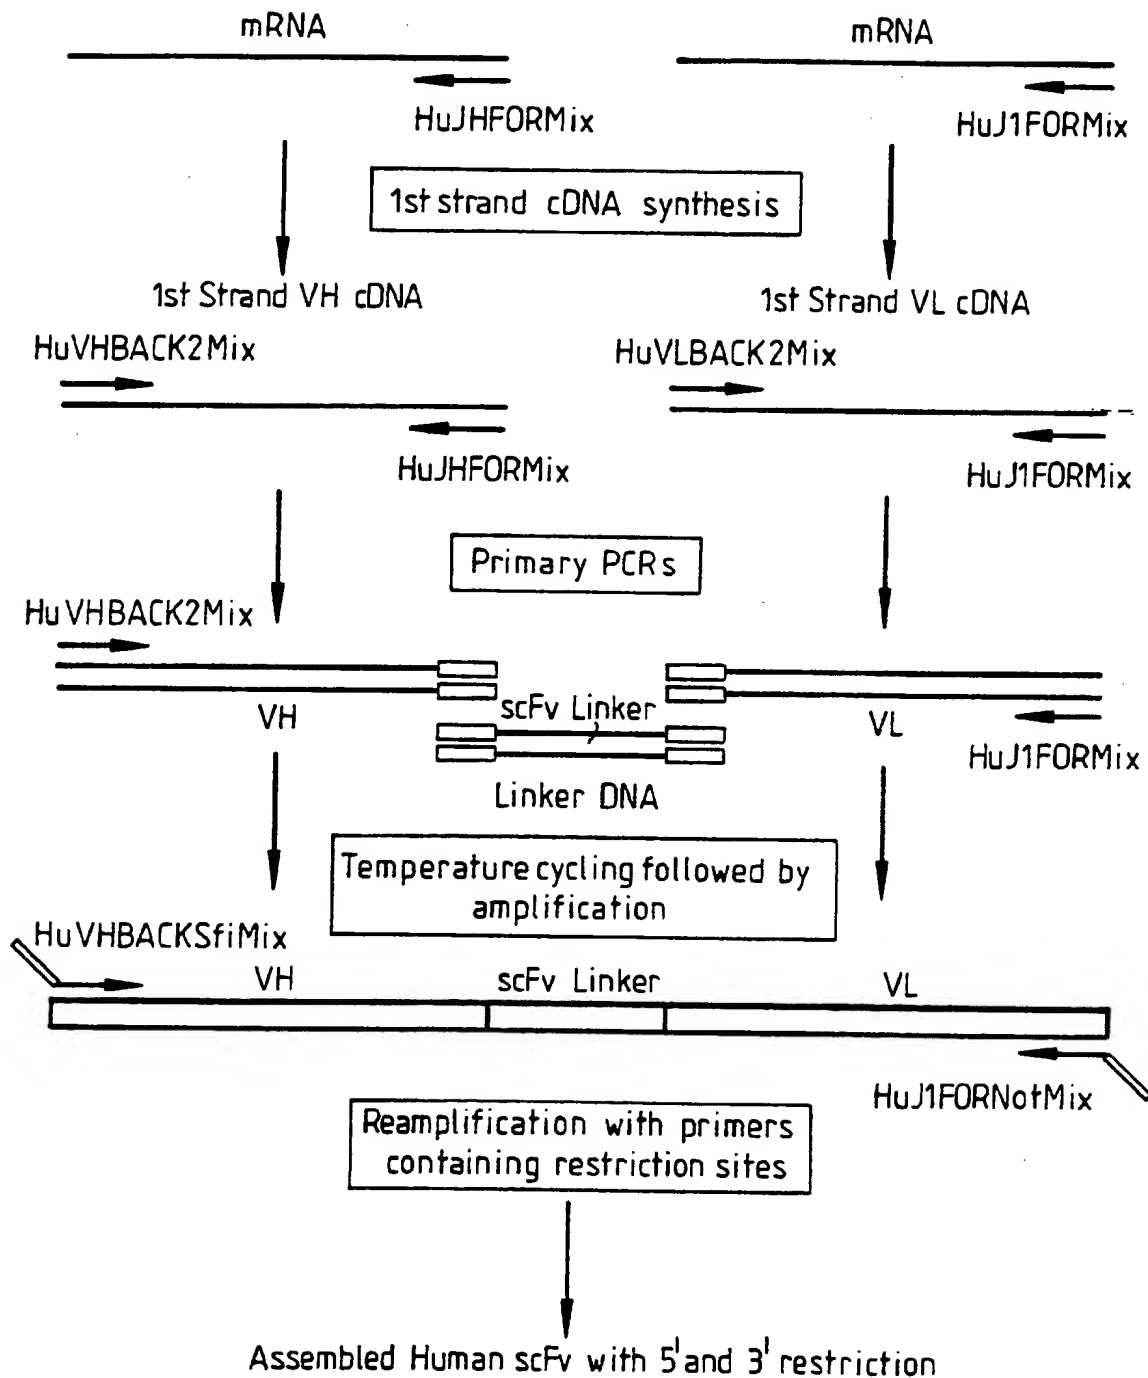 mRNA
mRNA
HuJHFORMix
HuJ1FORMix
1st strand cDNA synthesis
1st Strand VH cDNA
1st Strand VL cDNA
HuVHBACK2Mix
HuVLBACK2Mix
HuJHFORMix
HuJ1FORMix
Primary PCRs
HuVHBACK2Mix
VH
scFv Linker
VL
HuJ1FORMix
Linker DNA
Temperature cycling followed by
amplification
HuVHBACKSfiMix
VH
scFv Linker
VL
HuJ1FORNotMix
Reamplification with primers
containing restriction sites
Assembled Human scFv with 5' and 3' restriction